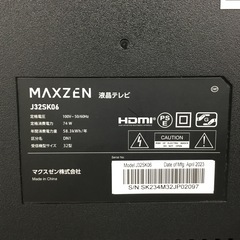 MAXZEN 液晶テレビ
J32SK06
定格電圧 100V~50/60Hz
定格消費電力 74W
年間消費電力量 58.3kWh/年
区分名 DN1
受信機型サイズ 32型
HDMI PS E
CAUTION
マクスゼン株式会社
Made in China
Model J32SK06 Date of Mfg. April 2023
S/N SK234M32JP02097